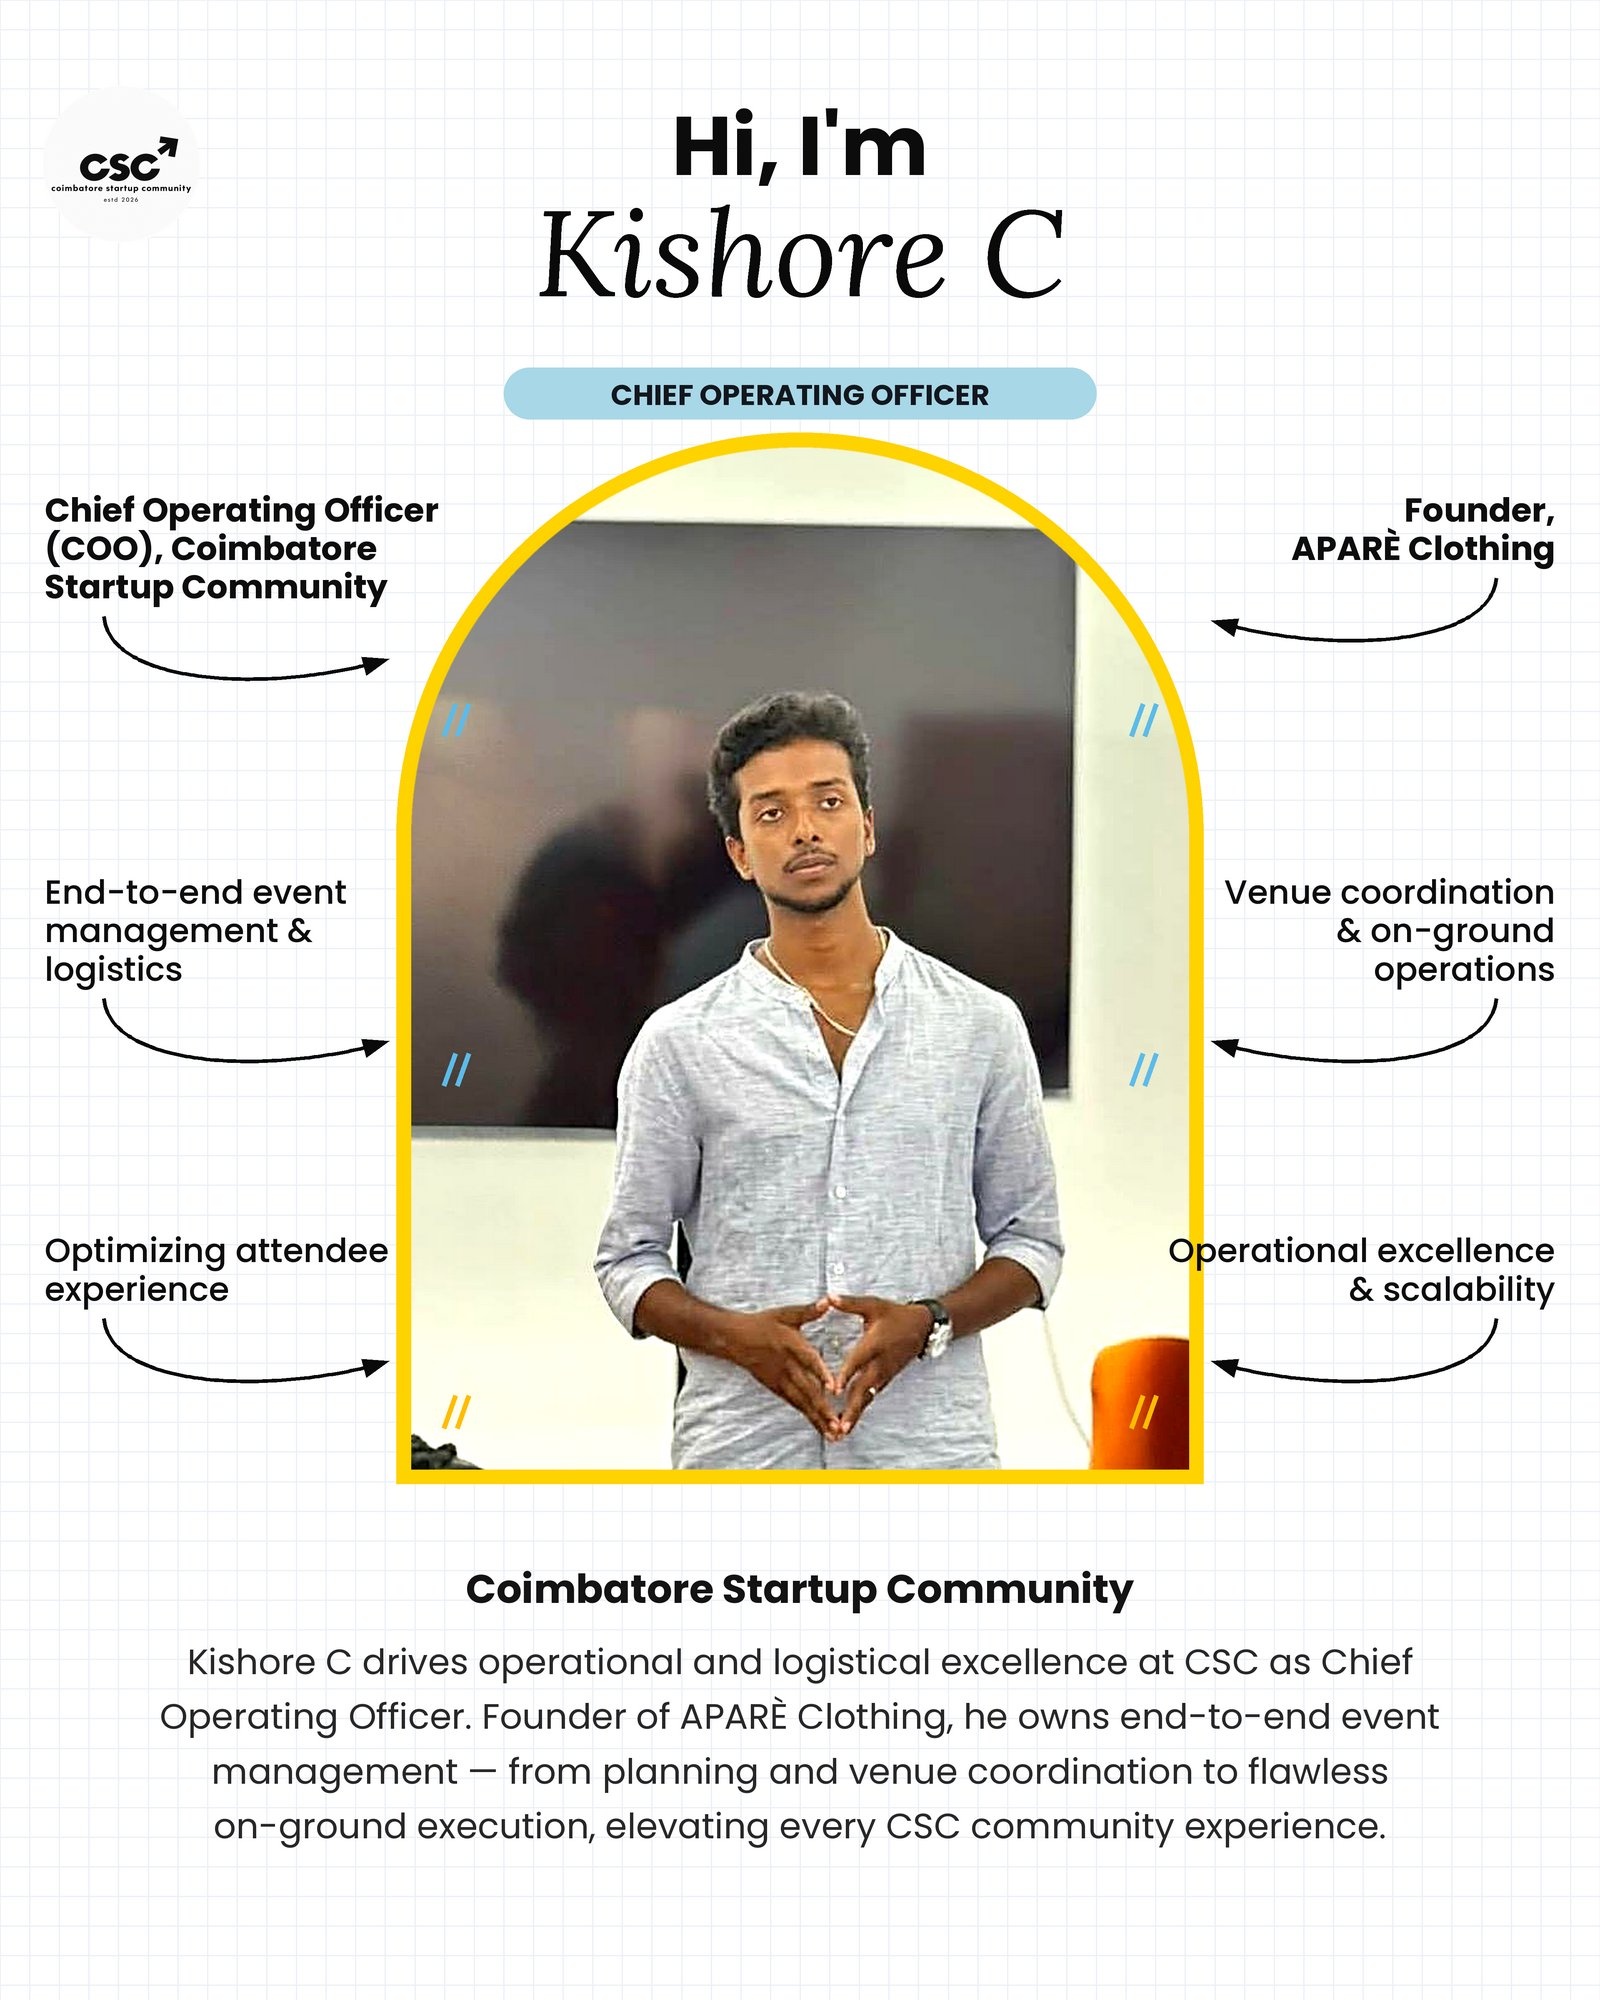 csc
coimbatore startup community
estd 2026
Hi, I'm
Kishore C
CHIEF OPERATING OFFICER
Chief Operating Officer
(COO), Coimbatore
Startup Community
Founder,
APARÈ Clothing
End-to-end event
management &
logistics
Venue coordination
& on-ground
operations
Optimizing attendee
experience
Operational excellence
& scalability
Coimbatore Startup Community
Kishore C drives operational and logistical excellence at CSC as Chief
Operating Officer. Founder of APARÈ Clothing, he owns end-to-end event
management — from planning and venue coordination to flawless
on-ground execution, elevating every CSC community experience.